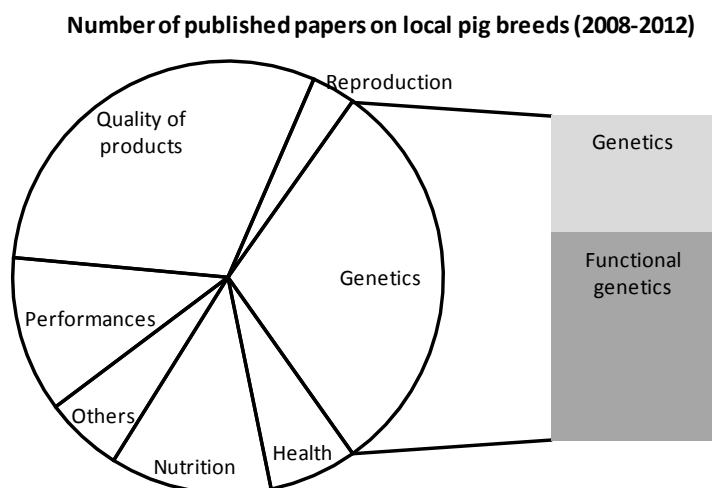 Number of published papers on local pig breeds (2008-2012)
Reproduction
Quality of
products
Genetics
Genetics
Functional
genetics
Performances
Others
Nutrition
Health